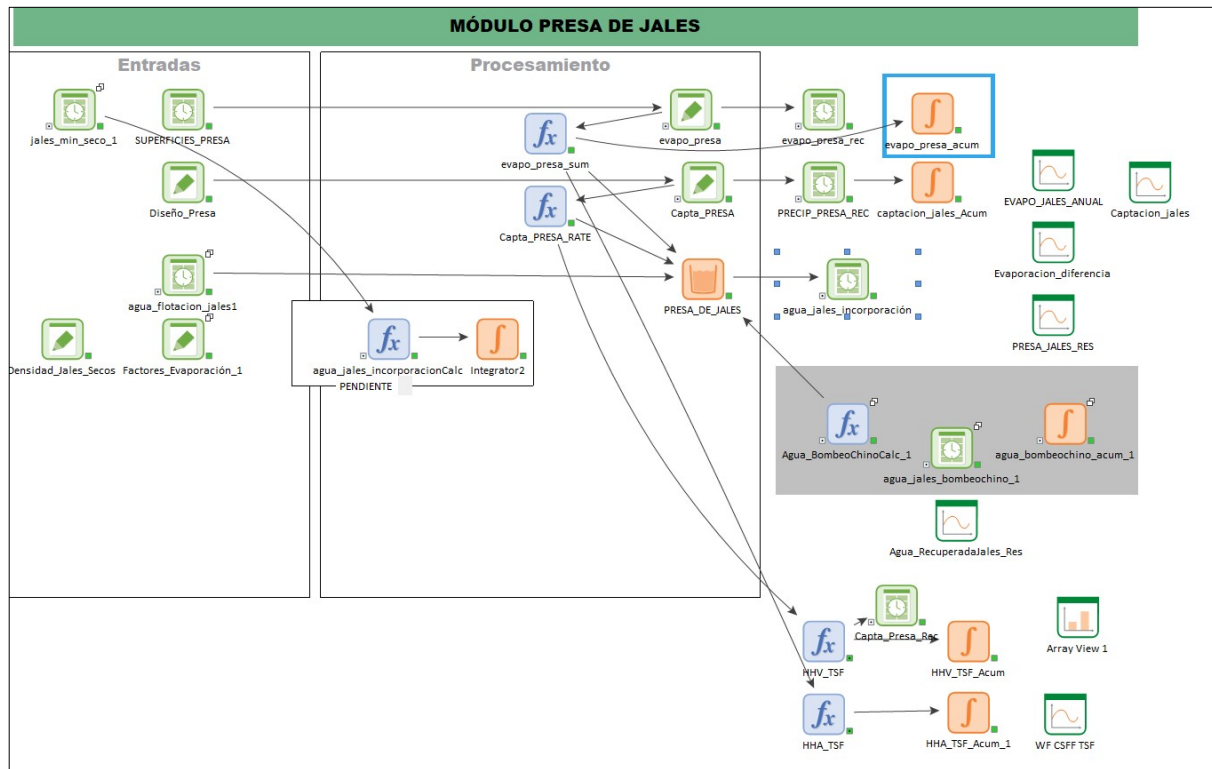 MÓDULO PRESA DE JALES
Entradas
Procesamiento
jales_min_seco_1
SUPERFICIES_PRESA
evapo_presa
evapo_presa_rec
evapo_presa_acum
evapo_presa_sum
Diseño_Presa
Capta_PRESA
PRECIP_PRESA_REC
captacion_jales_Acum
EVAPO_JALES_ANUAL
Captacion_jales
Capta_PRESA_RATE
Evaporacion_diferencia
agua_flotacion_jales1
PRESA_DE_JALES
agua_jales_incorporación
PRESA_JALES_RES
Densidad_Jales_Secos
Factores_Evaporación_1
agua_jales_incorporacionCalc
Integrator2
PENDIENTE
Agua_BombeoChinoCalc_1
agua_bombeochino_acum_1
agua_jales_bombeochino_1
Agua_RecuperadaJales_Res
Capta_Presa_Rec
Array View 1
HHV_TSF
HHV_TSF_Acum
HHA_TSF
HHA_TSF_Acum_1
WF CSFF TSF